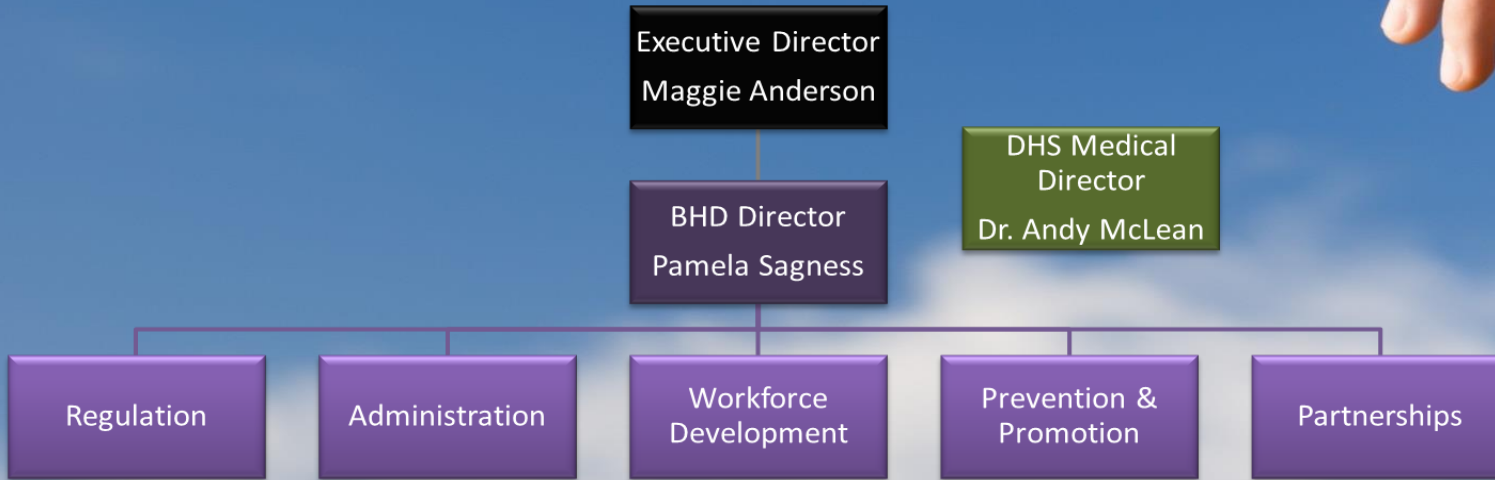 Executive Director
Maggie Anderson
DHS Medical
Director
Dr. Andy McLean
BHD Director
Pamela Sagness
Regulation
Administration
Workforce
Development
Prevention &
Promotion
Partnerships